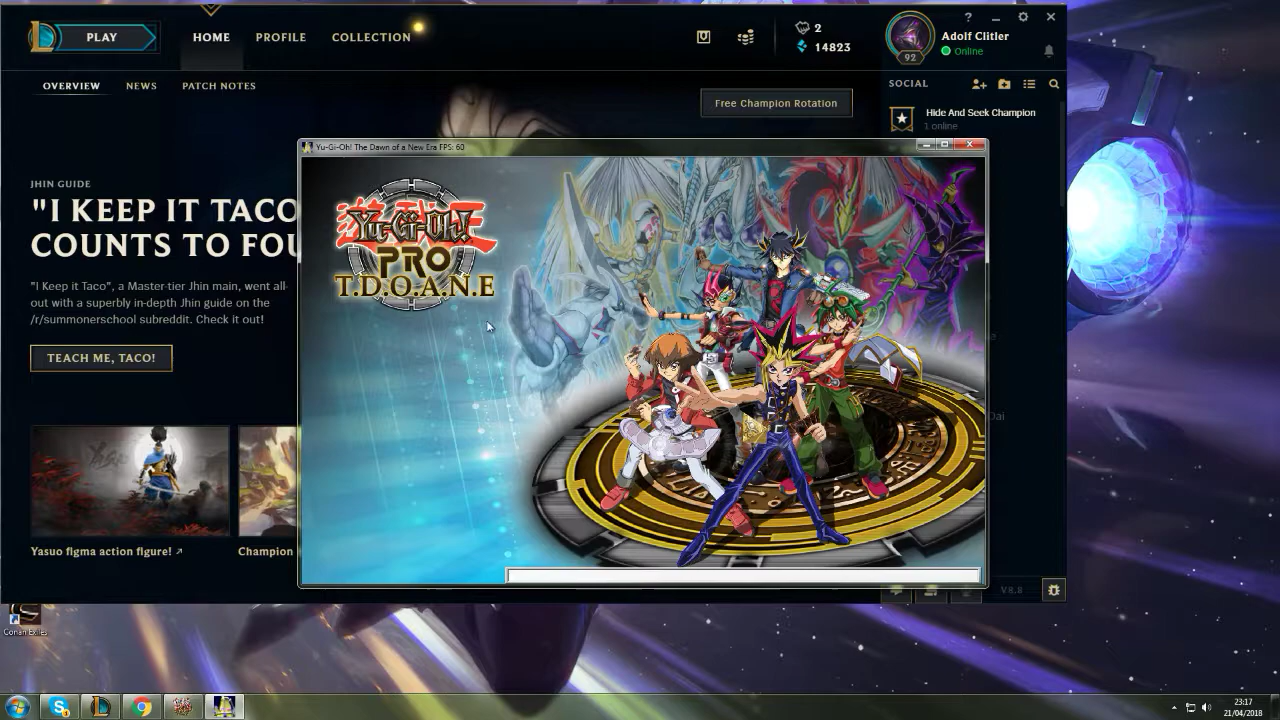 PLAY
HOME
PROFILE
COLLECTION
2
14823
?
92
Adolf Clitler
Online
OVERVIEW
NEWS
PATCH NOTES
SOCIAL
Free Champion Rotation
Hide And Seek Champion
1 online
Yu-Gi-Oh! The Dawn of a New Era FPS: 60
JHIN GUIDE
"I KEEP IT TACO
COUNTS TO FOU
"I Keep it Taco", a Master-tier Jhin main, went all-
out with a superbly in-depth Jhin guide on the
/r/summonerschool subreddit. Check it out!
TEACH ME, TACO!
Yu-Gi-Oh!
PRO
T.D.O.A.N.E
Yasuo figma action figure!
Champion
V8.8
Conan Exiles
23:17
21/04/2018